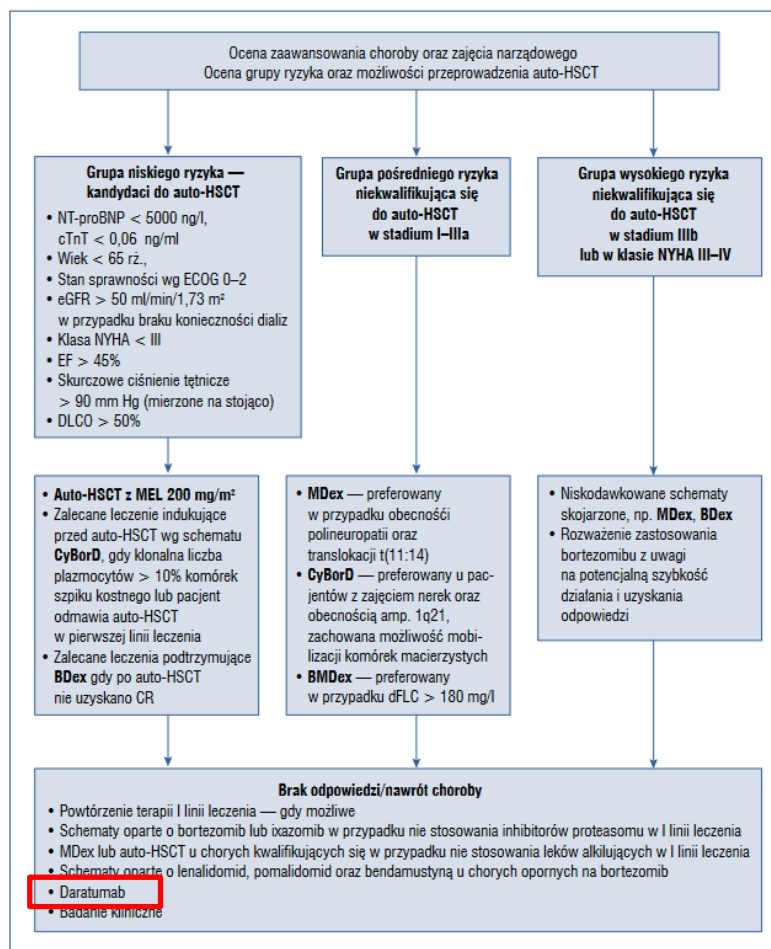 Ocena zaawansowania choroby oraz zajęcia narządowego
Ocena grupy ryzyka oraz możliwości przeprowadzenia auto-HSCT
Grupa niskiego ryzyka —
kandydaci do auto-HSCT
• NT-proBNP < 5000 ng/l,
cTnT < 0,06 ng/ml
• Wiek < 65 rż.,
• Stan sprawności wg ECOG 0–2
• eGFR > 50 ml/min/1,73 m²
w przypadku braku konieczności dializ
• Klasa NYHA < III
• EF > 45%
• Skurczowe ciśnienie tętnicze
> 90 mm Hg (mierzone na stojąco)
• DLCO > 50%
Grupa pośredniego ryzyka
niekwalifikująca się
do auto-HSCT
w stadium I–IIIa
Grupa wysokiego ryzyka
niekwalifikująca się
do auto-HSCT
w stadium IIIb
lub w klasie NYHA III–IV
• Auto-HSCT z MEL 200 mg/m²
• Zalecane leczenie indukujące
przed auto-HSCT wg schematu
CyBorD, gdy klonalna liczba
plazmocytów > 10% komórek
szpiku kostnego lub pacjent
odmawia auto-HSCT
w pierwszej linii leczenia
• Zalecane leczenia podtrzymujące
BDex gdy po auto-HSCT
nie uzyskano CR
• MDex — preferowany
w przypadku obecnośći
polineuropatii oraz
translokacji t(11:14)
• CyBorD — preferowany u pac-
jentów z zajęciem nerek oraz
obecnością amp. 1q21,
zachowana możliwość mobi-
lizacji komórek macierzystych
• BMDex — preferowany
w przypadku dFLC > 180 mg/l
• Niskodawkowane schematy
skojarzone, np. MDex, BDex
• Rozważenie zastosowania
bortezomibu z uwagi
na potencjalną szybkość
działania i uzyskania
odpowiedzi
Brak odpowiedzi/nawrót choroby
• Powtórzenie terapii I linii leczenia — gdy możliwe
• Schematy oparte o bortezomib lub ixazomib w przypadku nie stosowania inhibitorów proteasomu w I linii leczenia
• MDex lub auto-HSCT u chorych kwalifikujących się w przypadku nie stosowania leków alkilujących w I linii leczenia
• Schematy oparte o lenalidomid, pomalidomid oraz bendamustyną u chorych opornych na bortezomib
• Daratumab
• Badanie kliniczne